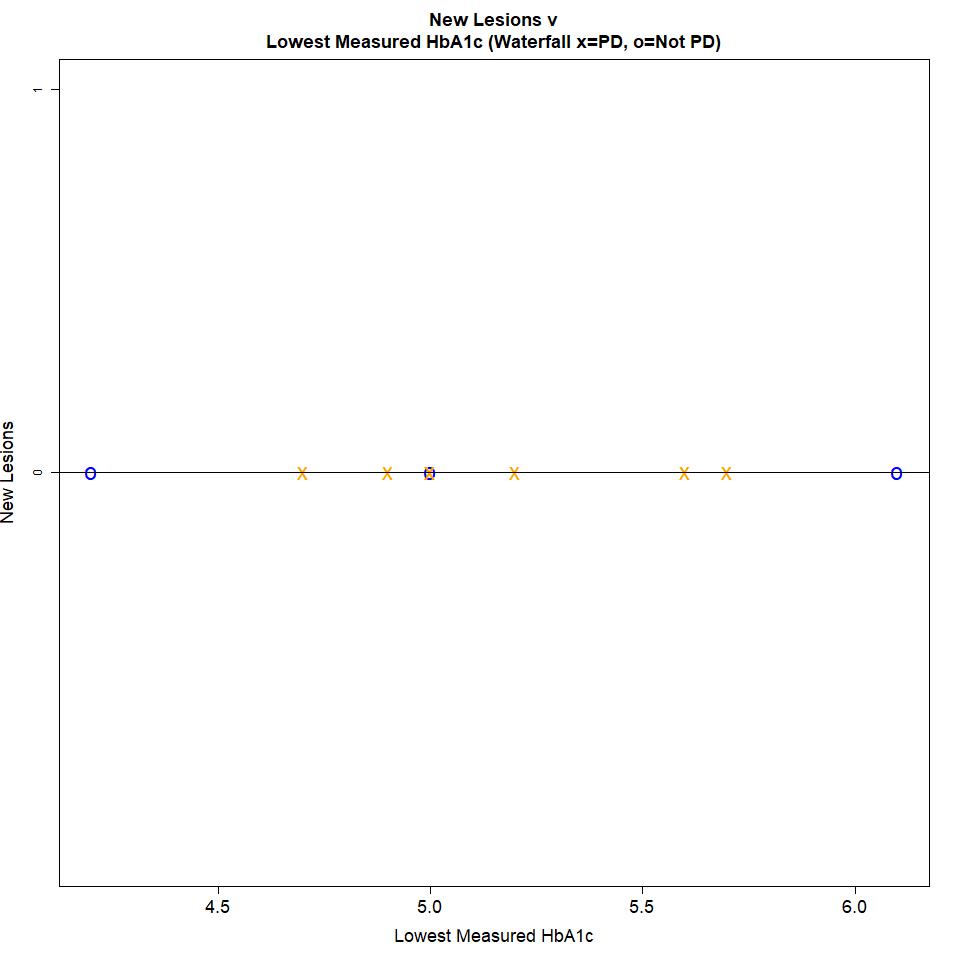 New Lesions v
Lowest Measured HbA1c (Waterfall x=PD, o=Not PD)
1
0
New Lesions
o x x o x x x x o
4.5 5.0 5.5 6.0
Lowest Measured HbA1c